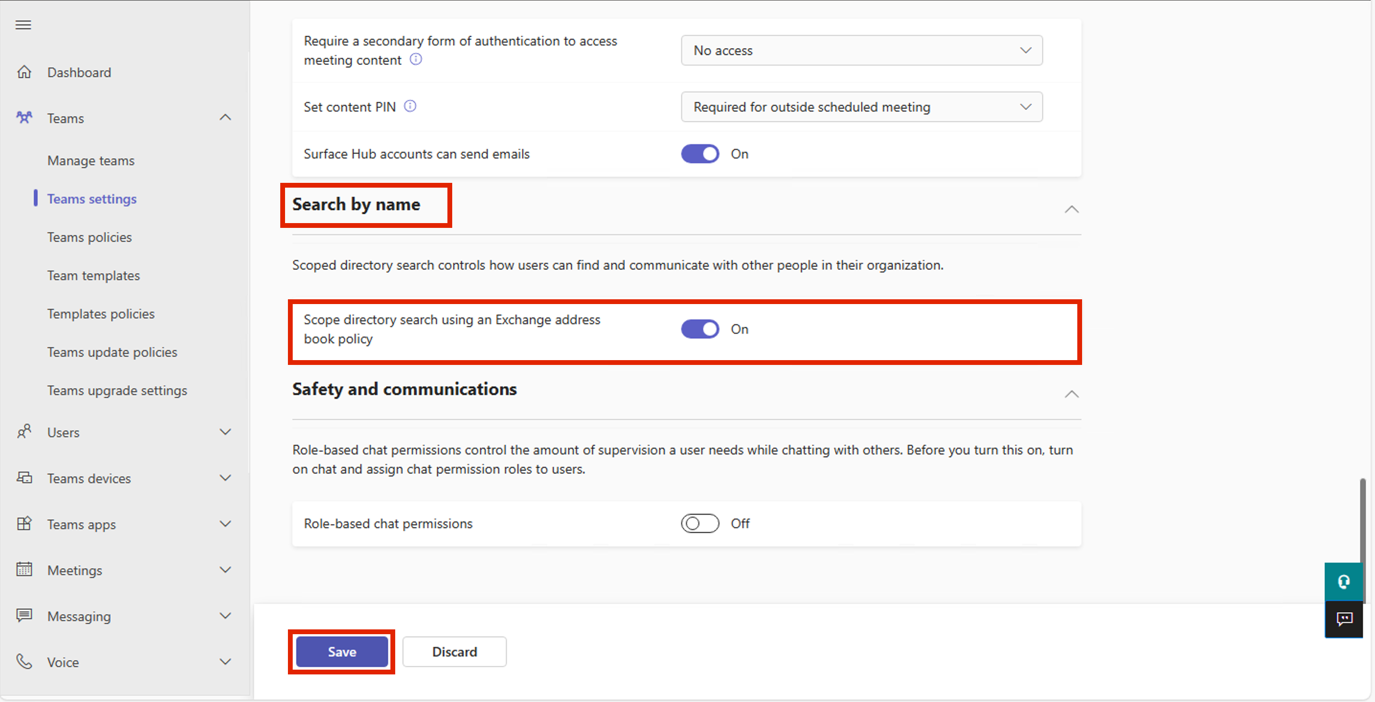 Dashboard
Teams
Manage teams
Teams settings
Teams policies
Team templates
Templates policies
Teams update policies
Teams upgrade settings
Users
Teams devices
Teams apps
Meetings
Messaging
Voice
Require a secondary form of authentication to access
meeting content
No access
Set content PIN
Required for outside scheduled meeting
Surface Hub accounts can send emails
On
Search by name
Scoped directory search controls how users can find and communicate with other people in their organization.
Scope directory search using an Exchange address
book policy
On
Safety and communications
Role-based chat permissions control the amount of supervision a user needs while chatting with others. Before you turn this on, turn
on chat and assign chat permission roles to users.
Role-based chat permissions
Off
Save
Discard